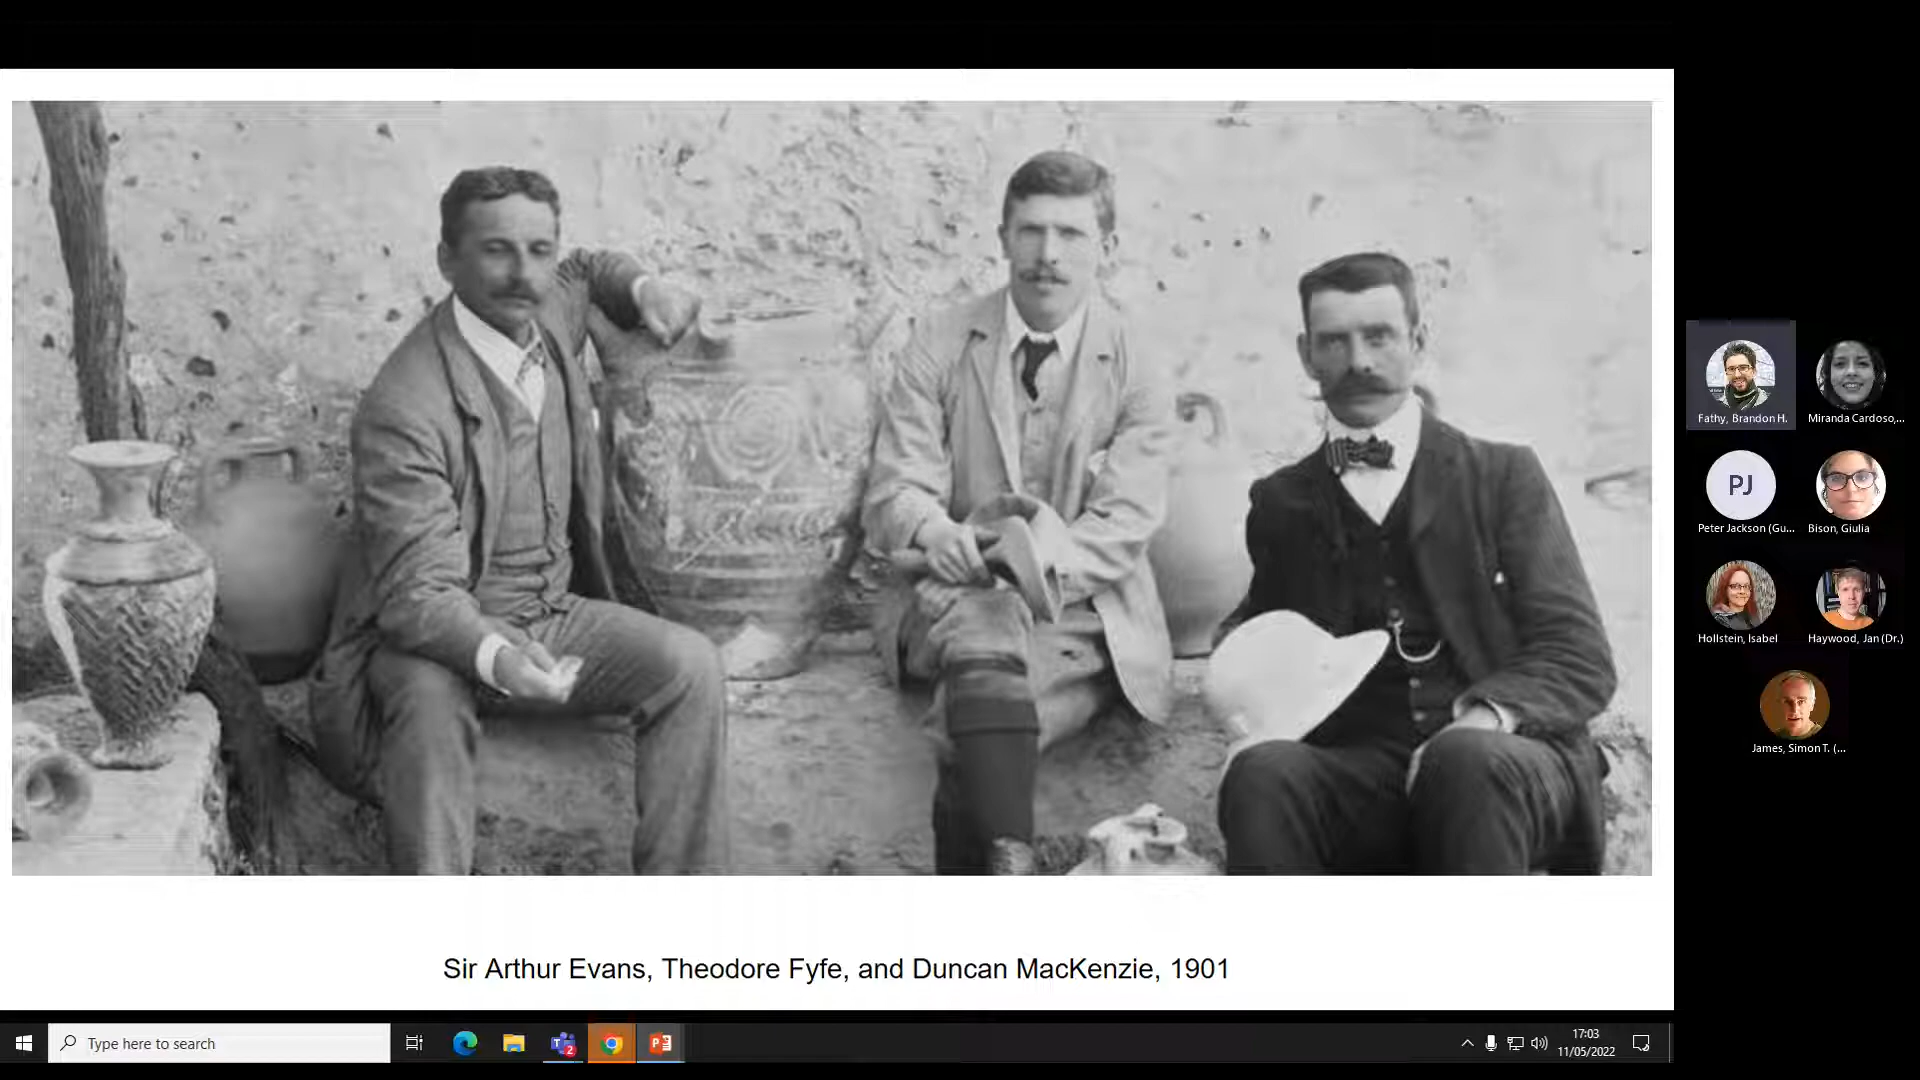 Sir Arthur Evans, Theodore Fyfe, and Duncan MacKenzie, 1901
Fathy, Brandon H.
Miranda Cardoso,...
PJ
Peter Jackson (Gu...
Bison, Giulia
Hollstein, Isabel
Haywood, Jan (Dr.)
James, Simon T. (...
Type here to search
T
2
P
17:03
11/05/2022